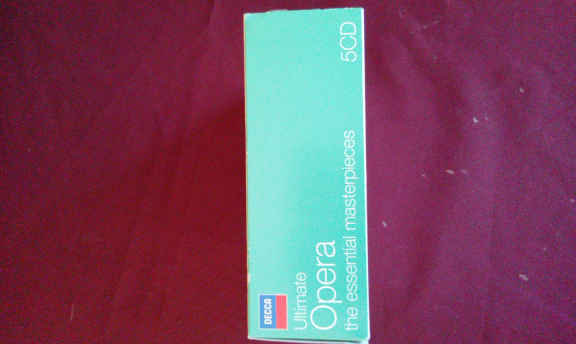 DECCA
Ultimate
Opera
the essential masterpieces
5CD